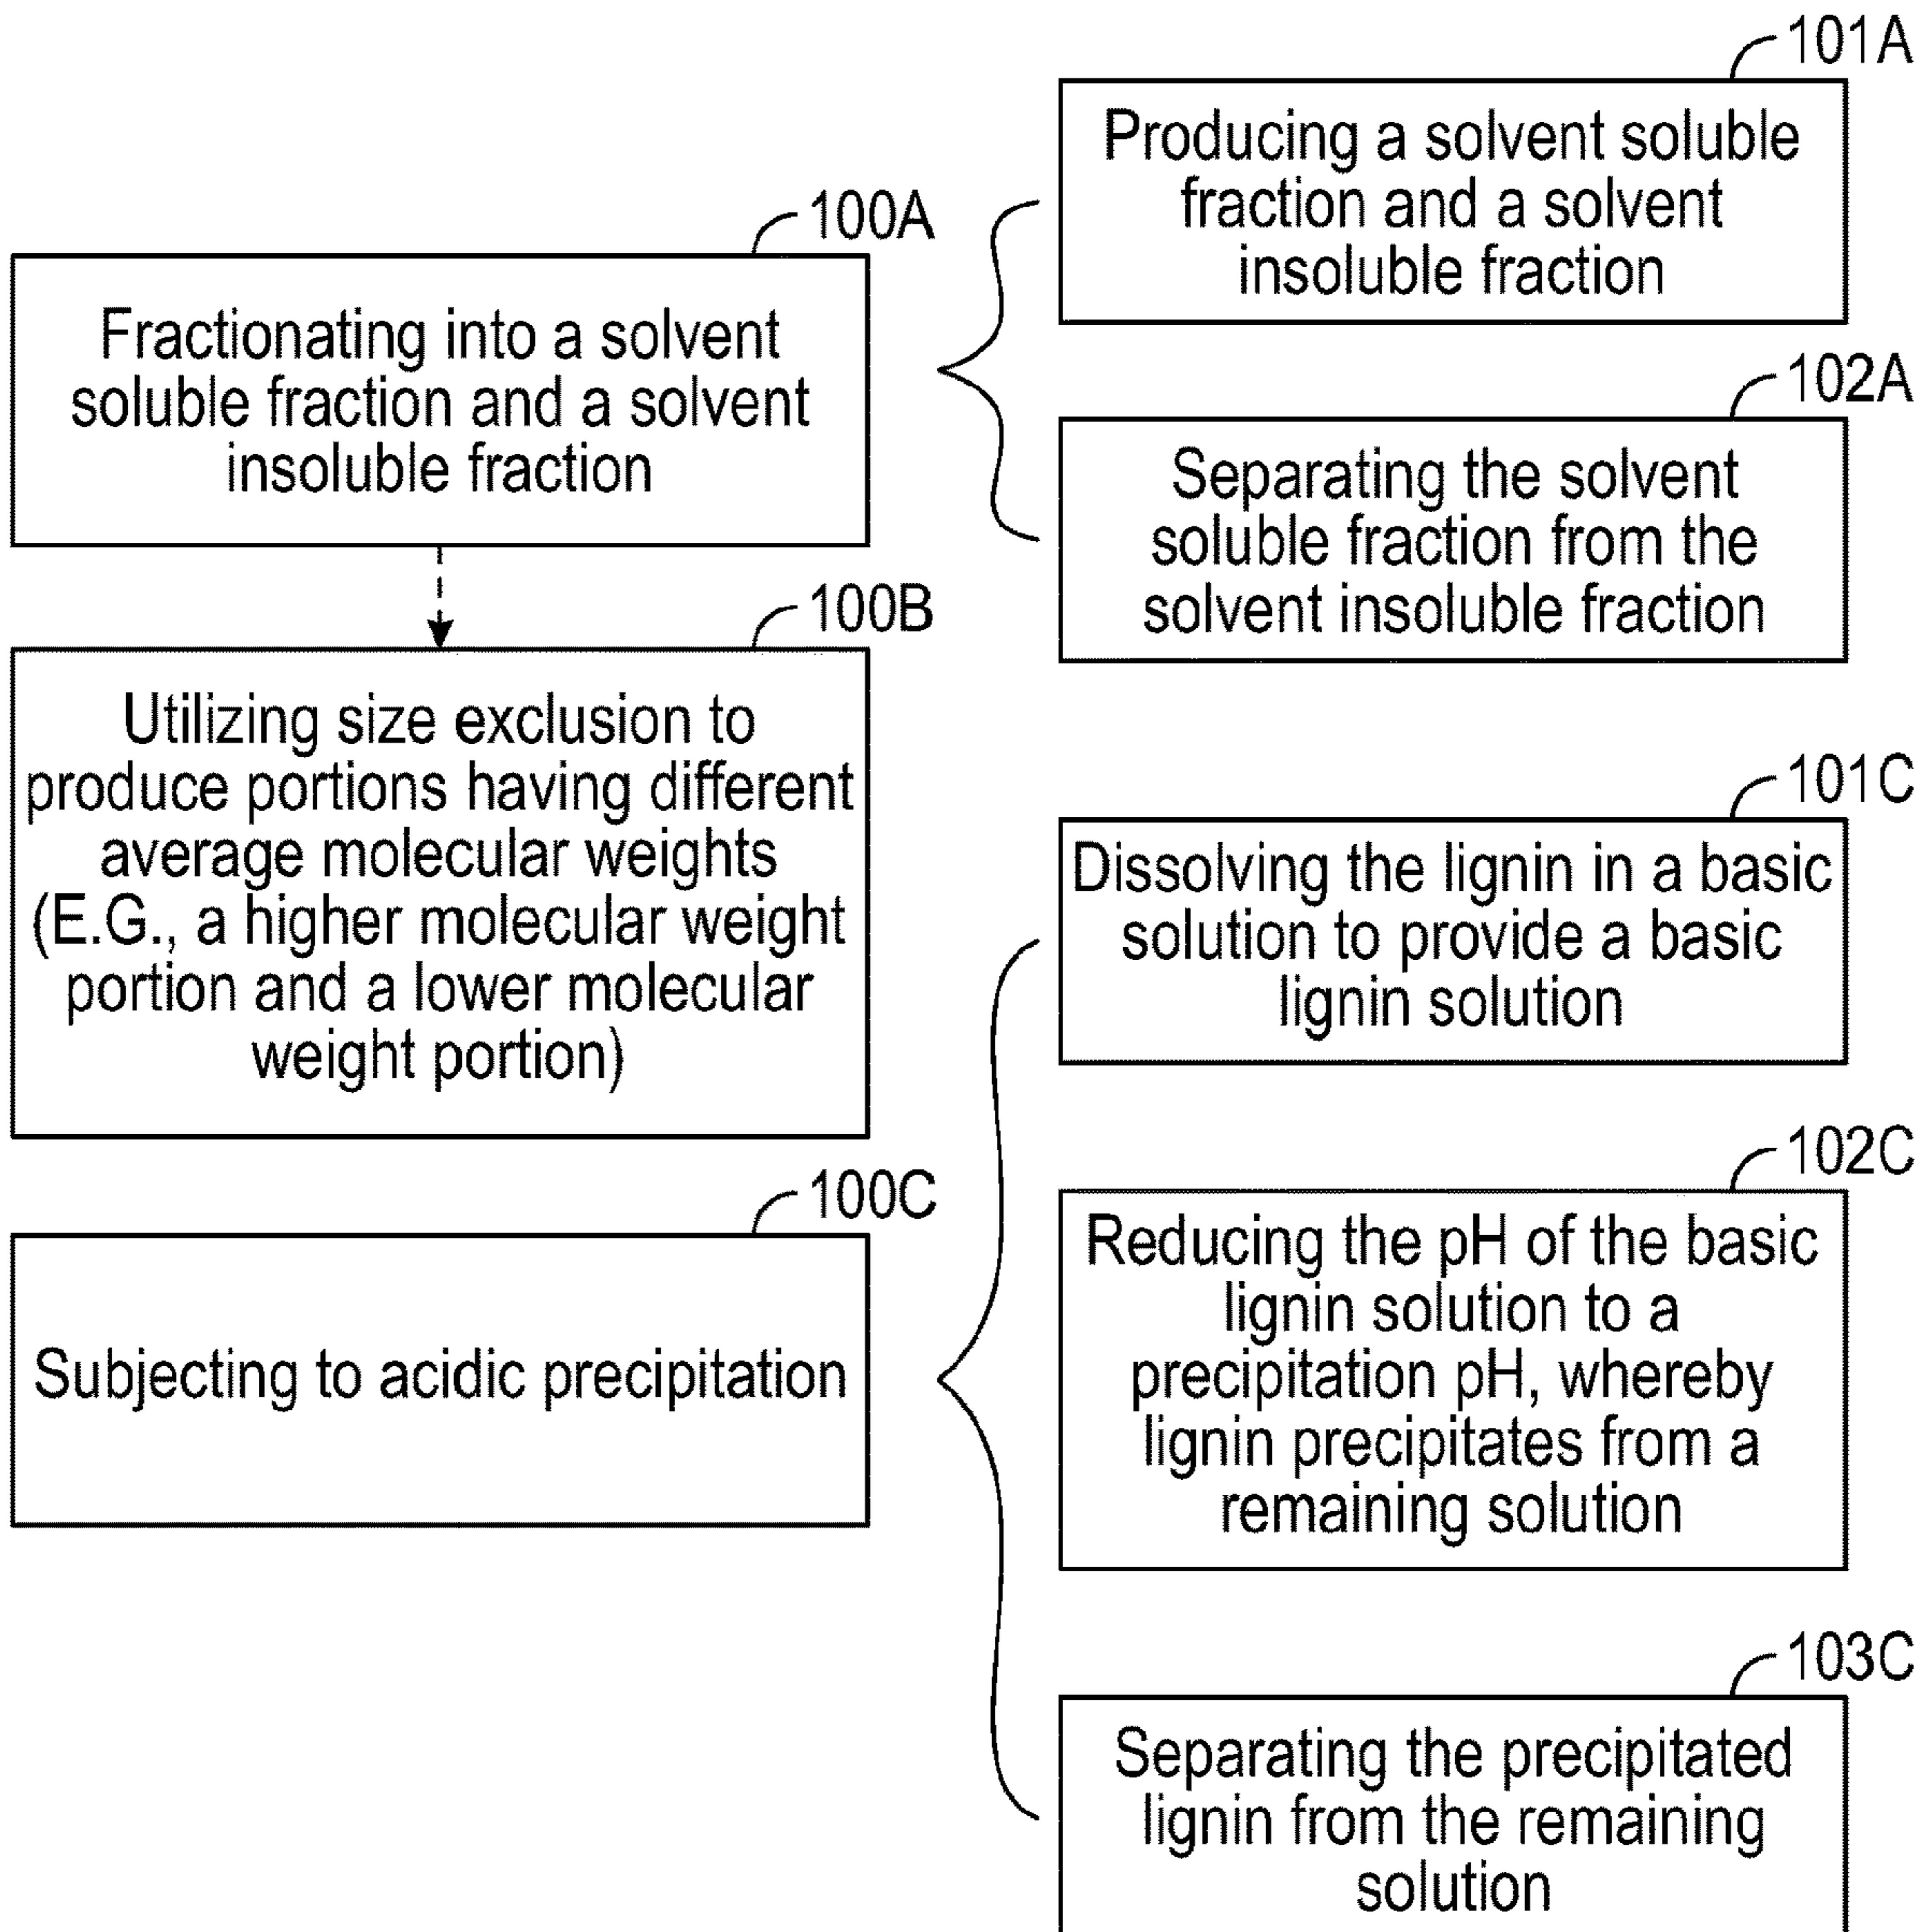 100A
Fractionating into a solvent
soluble fraction and a solvent
insoluble fraction
101A
Producing a solvent soluble
fraction and a solvent
insoluble fraction
102A
Separating the solvent
soluble fraction from the
solvent insoluble fraction
100B
Utilizing size exclusion to
produce portions having different
average molecular weights
(E.G., a higher molecular weight
portion and a lower molecular
weight portion)
100C
Subjecting to acidic precipitation
101C
Dissolving the lignin in a basic
solution to provide a basic
lignin solution
102C
Reducing the pH of the basic
lignin solution to a
precipitation pH, whereby
lignin precipitates from a
remaining solution
103C
Separating the precipitated
lignin from the remaining
solution